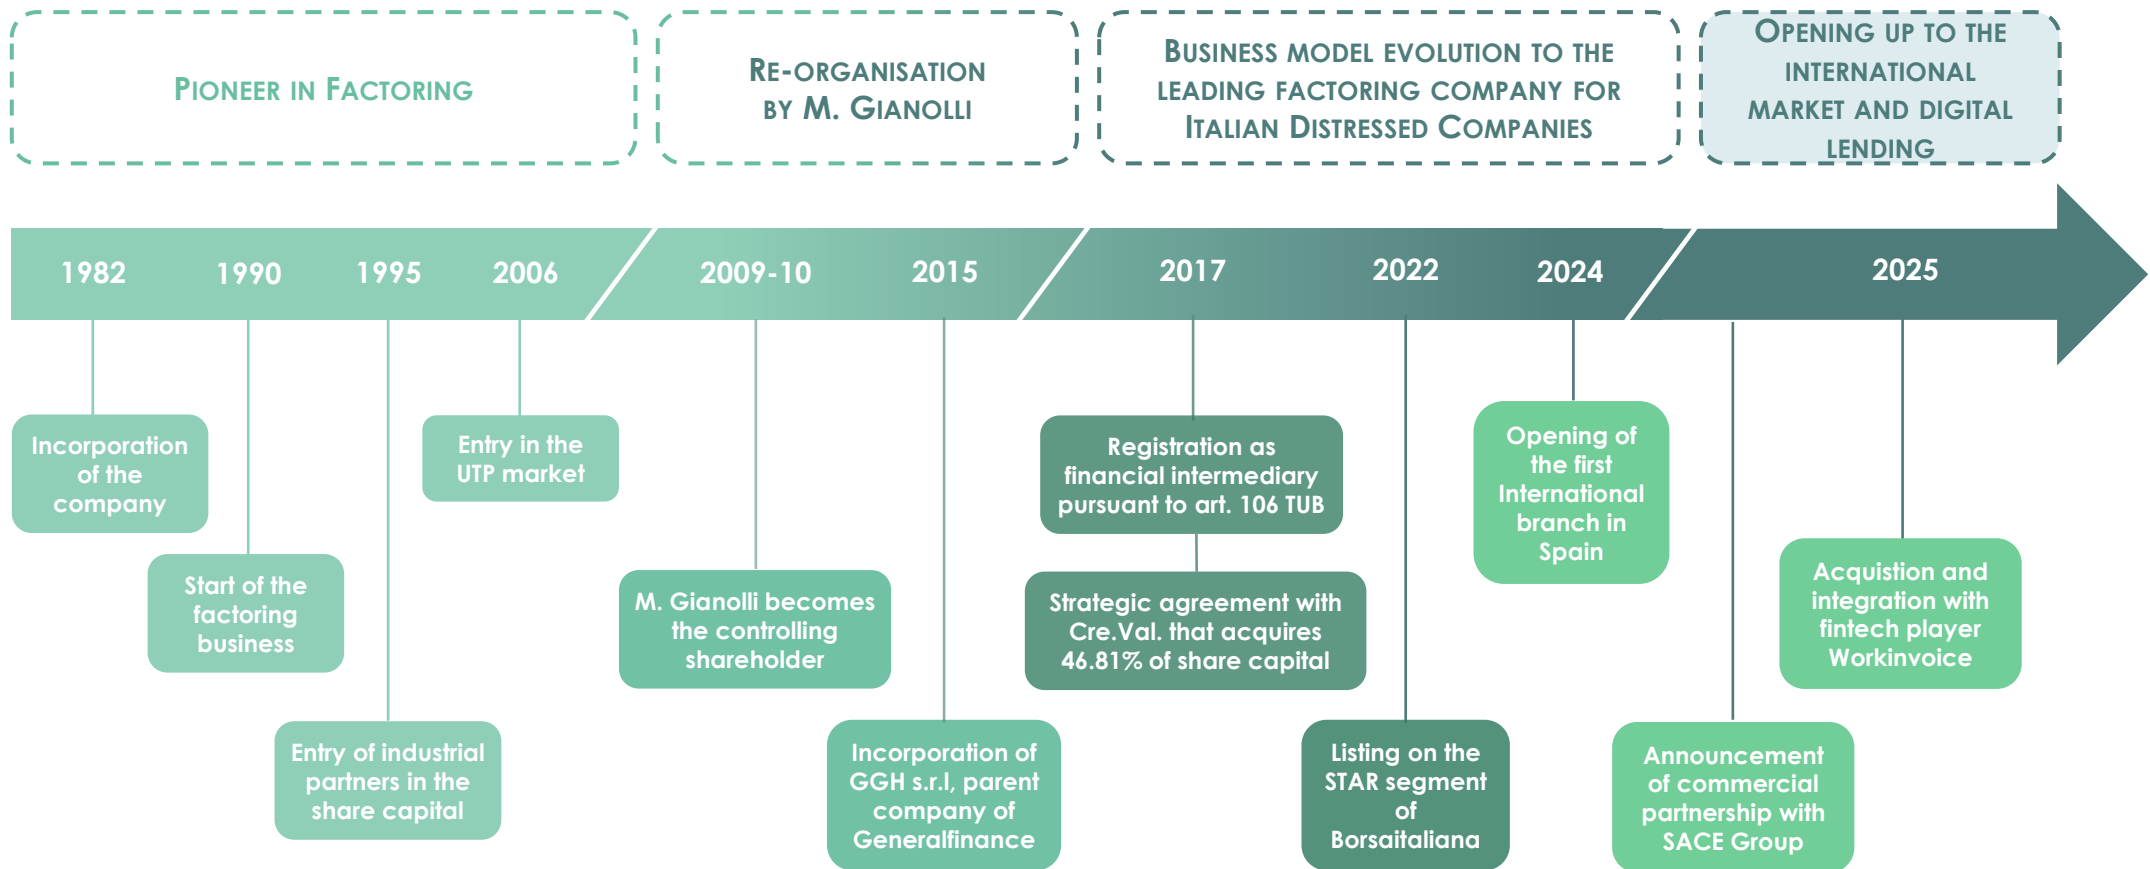 PIONEER IN FACTORING
RE-ORGANISATION
BY M. GIANOLLI
BUSINESS MODEL EVOLUTION TO THE
LEADING FACTORING COMPANY FOR
ITALIAN DISTRESSED COMPANIES
OPENING UP TO THE
INTERNATIONAL
MARKET AND DIGITAL
LENDING
1982
1990
1995
2006
2009-10
2015
2017
2022
2024
2025
Incorporation
of the
company
Start of the
factoring
business
Entry of industrial
partners in the
share capital
Entry in the
UTP market
M. Gianolli becomes
the controlling
shareholder
Incorporation of
GGH s.r.l, parent
company of
Generalfinance
Registration as
financial intermediary
pursuant to art. 106 TUB
Strategic agreement with
Cre.Val. that acquires
46.81% of share capital
Listing on the
STAR segment
of
Borsaitaliana
Opening of
the first
International
branch in
Spain
Announcement
of commercial
partnership with
SACE Group
Acquistion and
integration with
fintech player
Workinvoice